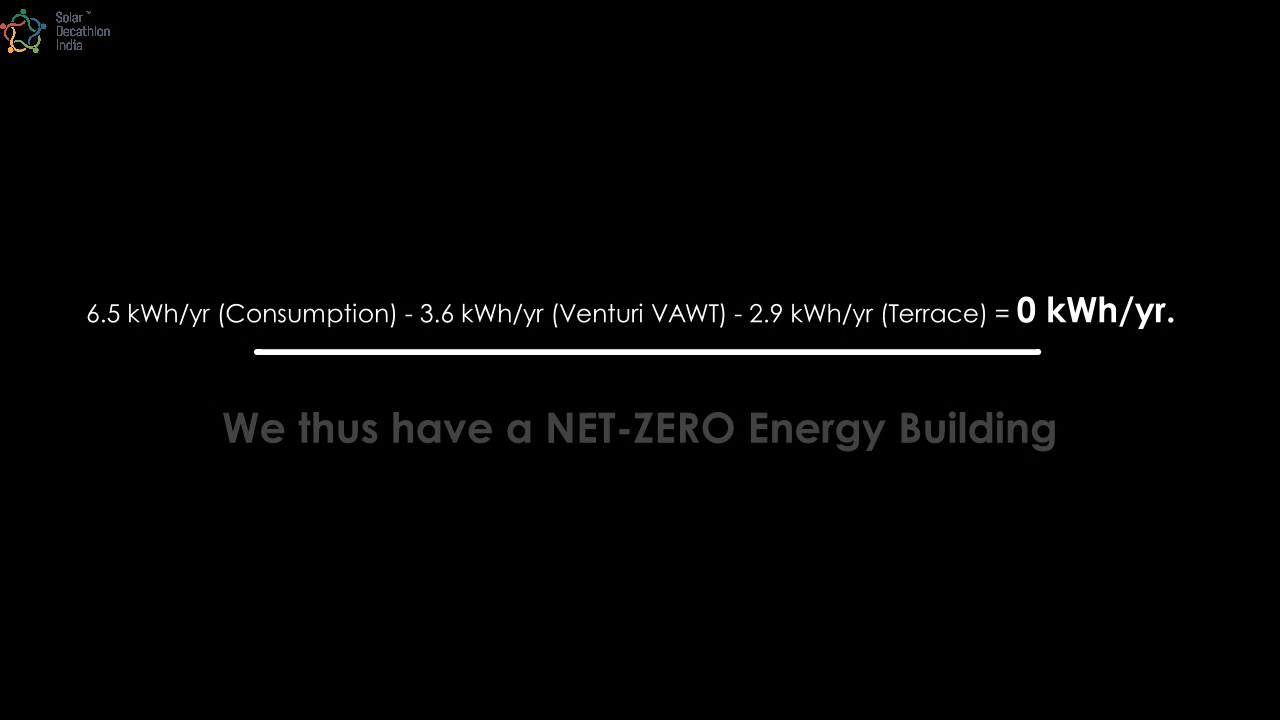 Solar™
Decathlon
India
6.5 kWh/yr (Consumption) - 3.6 kWh/yr (Venturi VAWT) - 2.9 kWh/yr (Terrace) = 0 kWh/yr.
We thus have a NET-ZERO Energy Building